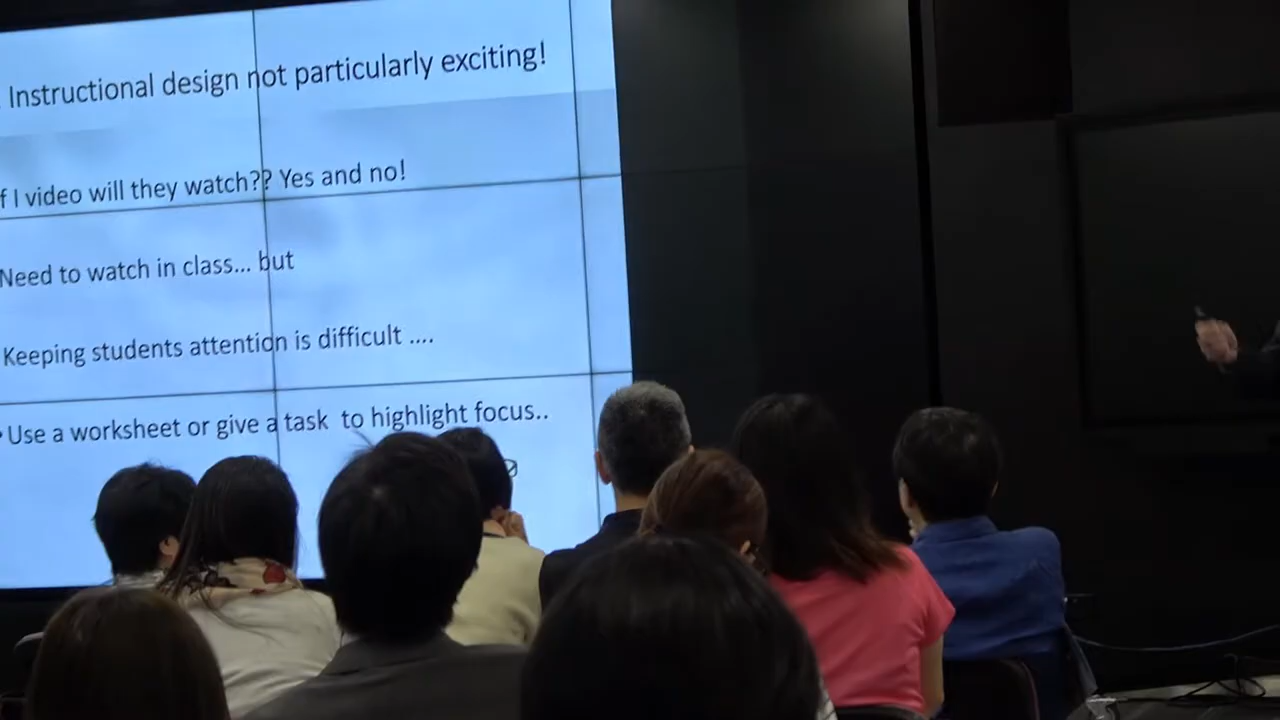 Instructional design not particularly exciting!
f I video will they watch?? Yes and no!
Need to watch in class... but
Keeping students attention is difficult ....
• Use a worksheet or give a task to highlight focus..